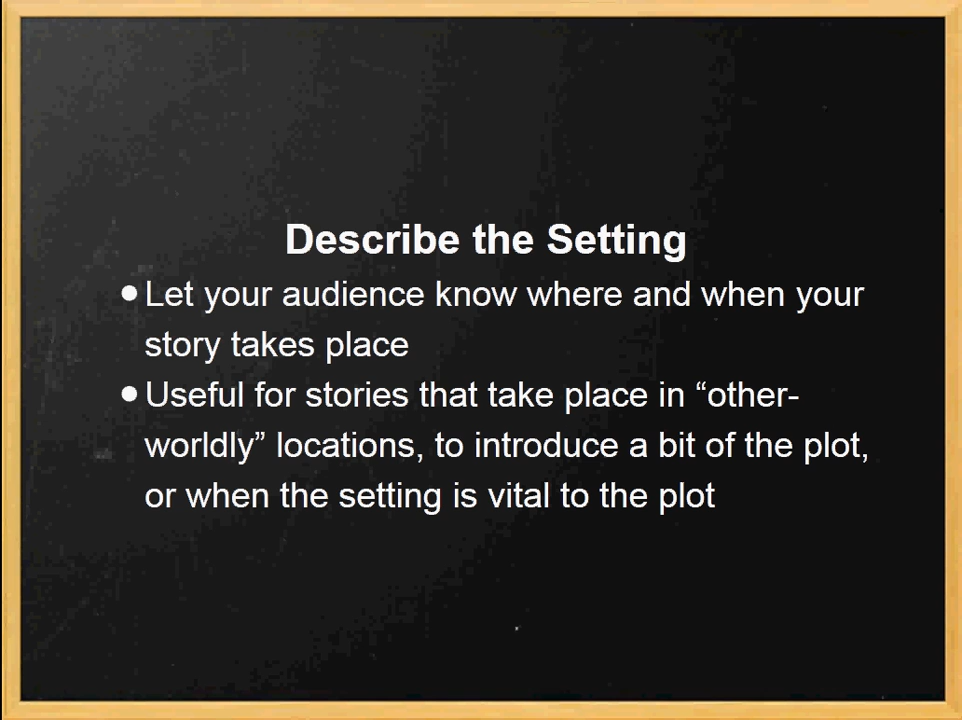 Describe the Setting
•Let your audience know where and when your
story takes place
•Useful for stories that take place in “other-
worldly” locations, to introduce a bit of the plot,
or when the setting is vital to the plot